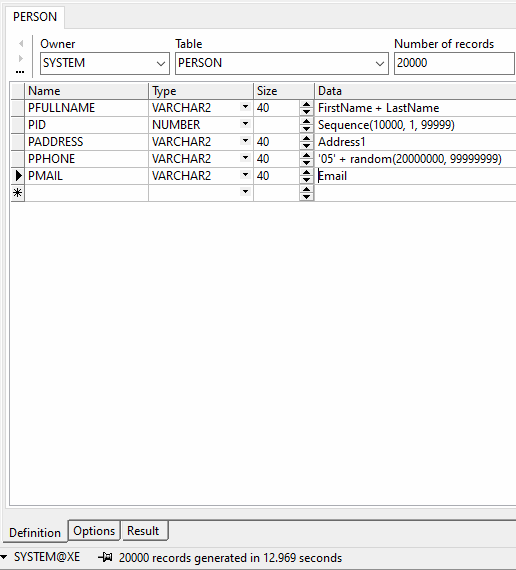 PERSON
Owner Table Number of records
SYSTEM PERSON 20000
Name Type Size Data
PFULLNAME VARCHAR2 40 FirstName + LastName
PID NUMBER Sequence(10000, 1, 99999)
PADDRESS VARCHAR2 40 Address1
PPHONE VARCHAR2 40 '05' + random(20000000, 99999999)
PMAIL VARCHAR2 40 Email
Definition Options Result
SYSTEM@XE 20000 records generated in 12.969 seconds